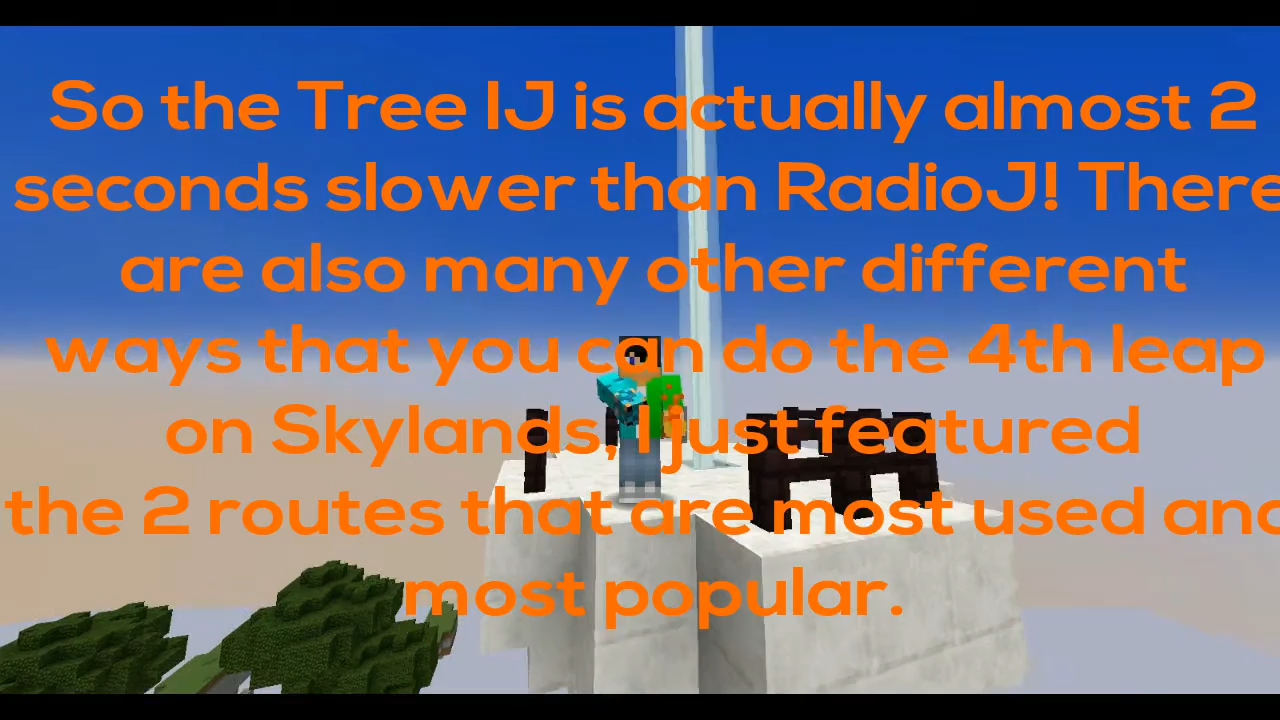 So the Tree IJ is actually almost 2
seconds slower than RadioJ! There
are also many other different
ways that you can do the 4th leap
on Skylands, I just featured
the 2 routes that are most used and
most popular.